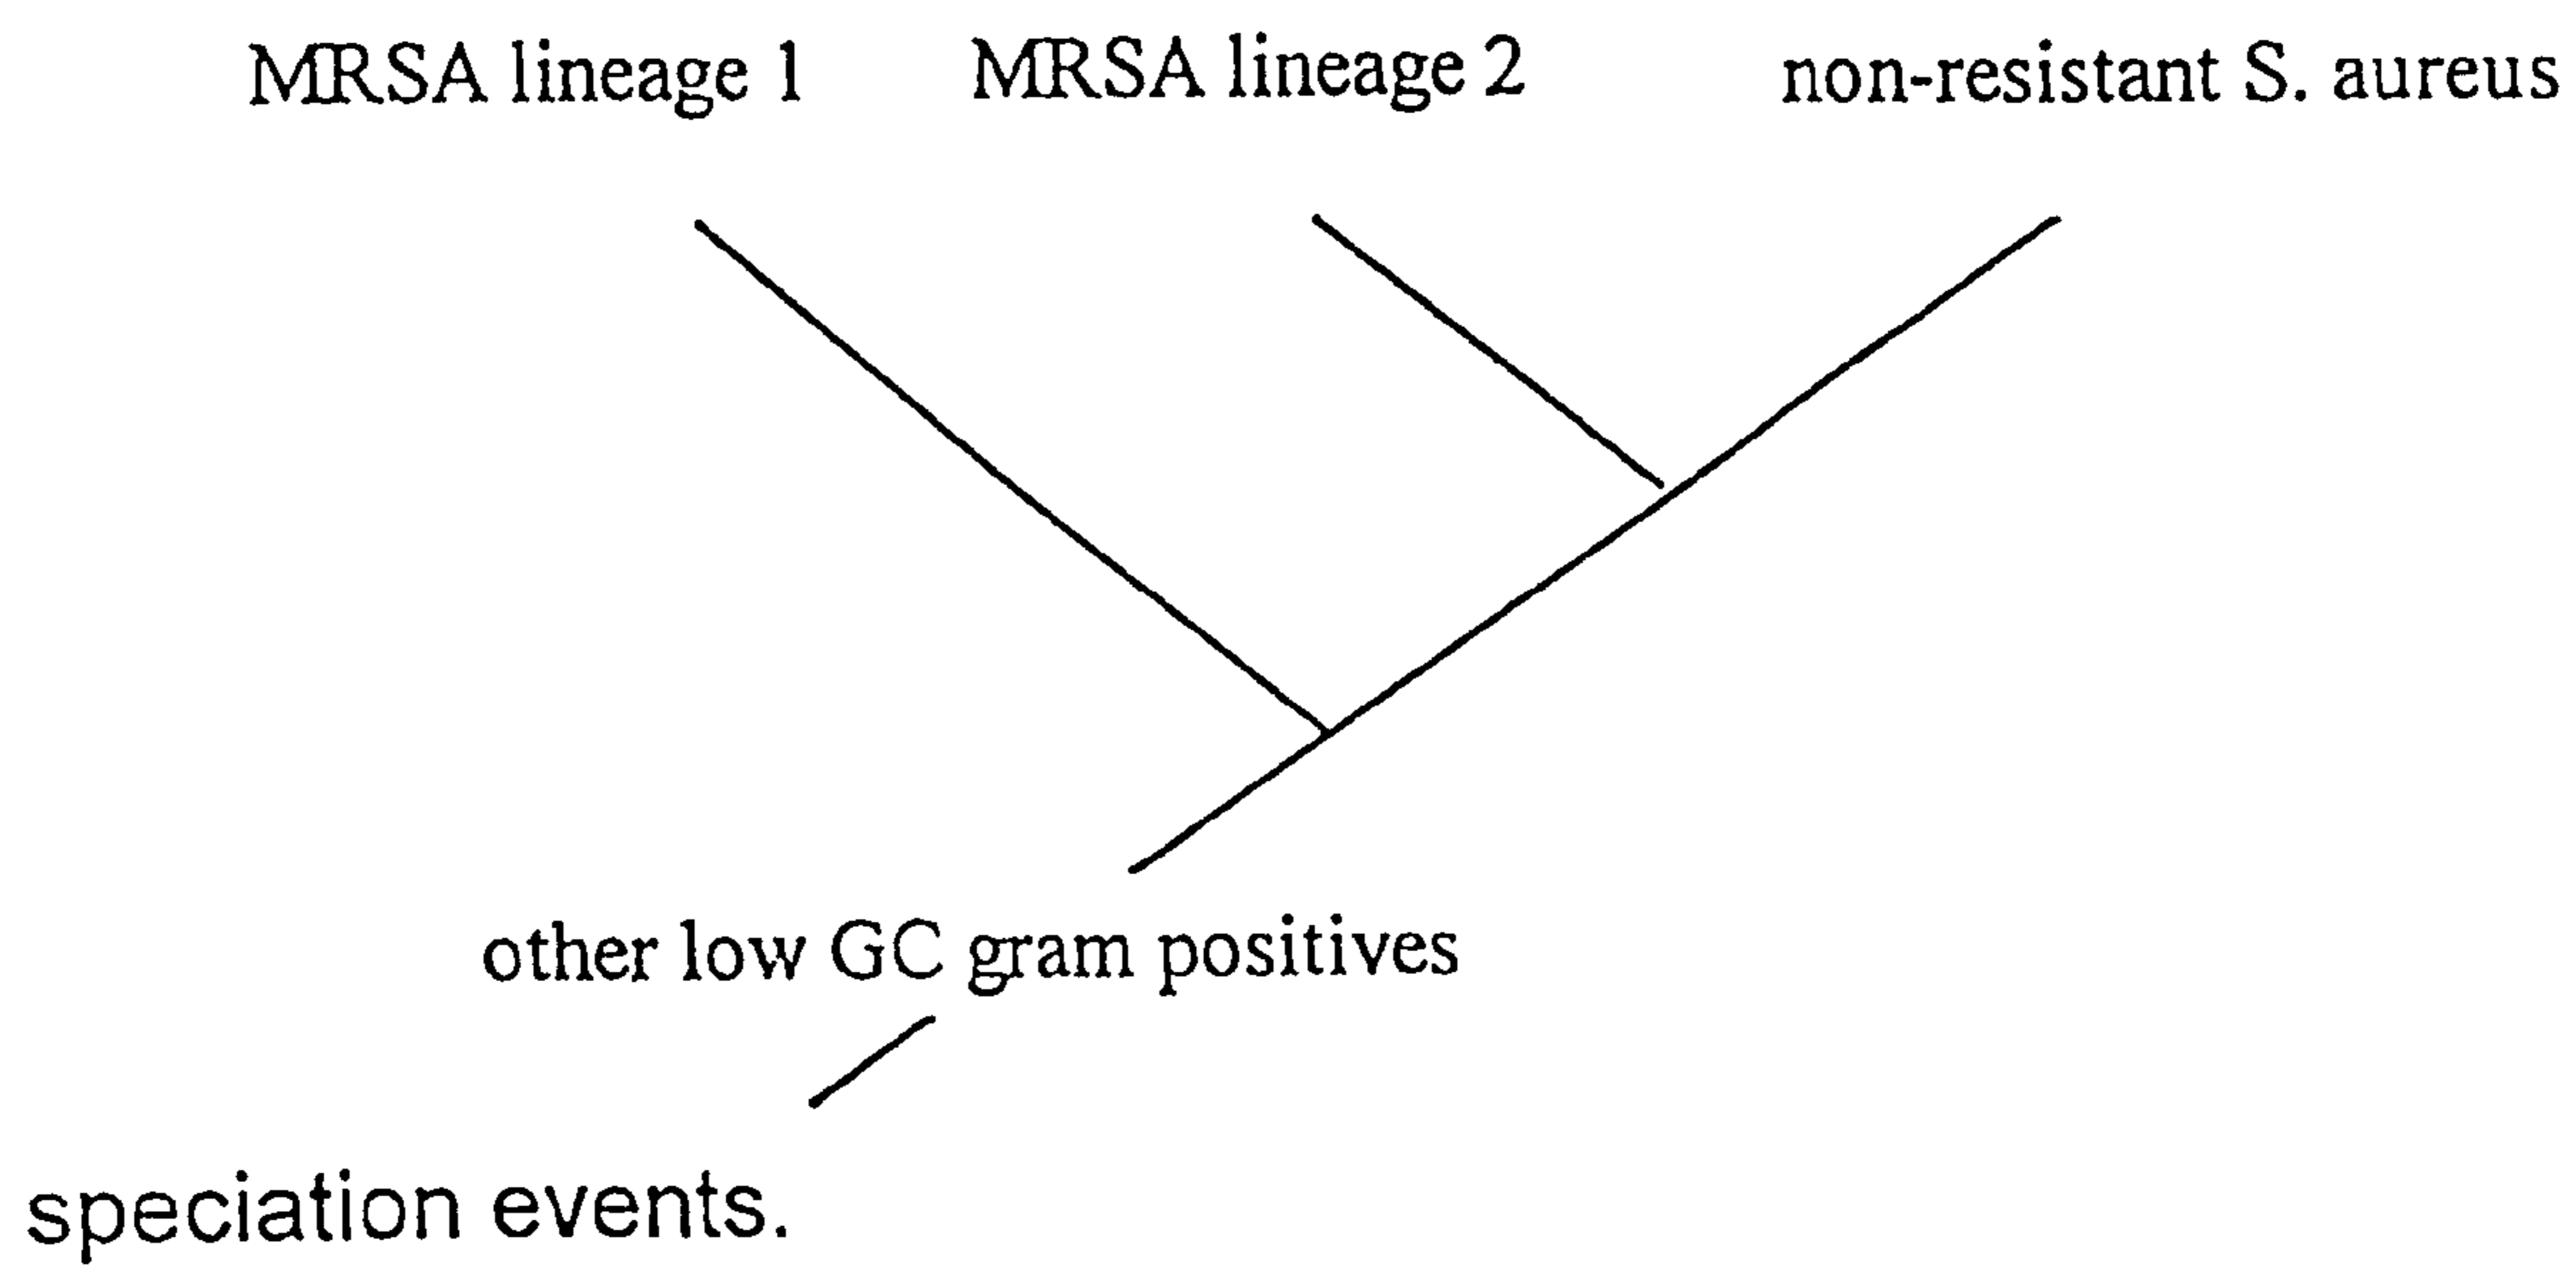 MRSA lineage 1 MRSA lineage 2 non-resistant S. aureus
other low GC gram positives
speciation events.